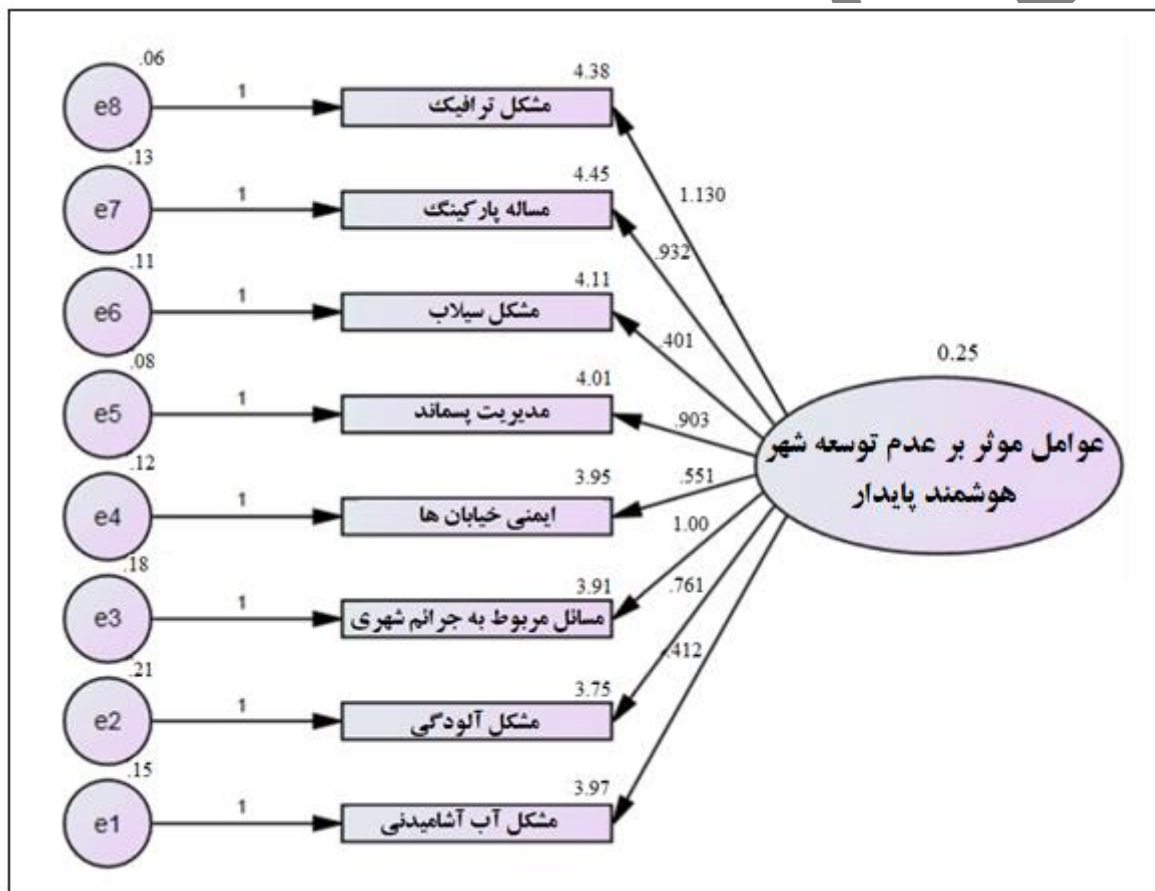 .06
e8
1
4.38
مشکل ترافیک
1.130
.13
e7
1
4.45
مساله پارکینگ
.932
.11
e6
1
4.11
مشکل سیلاب
.401
.08
e5
1
4.01
مدیریت پسماند
.903
.12
e4
1
3.95
ایمنی خیابان ها
.551
.18
e3
1
3.91
مسائل مربوط به جرائم شهری
1.00
.21
e2
1
3.75
مشکل آلودگی
.761
.15
e1
1
3.97
مشکل آب آشامیدنی
.412
0.25
عوامل موثر بر عدم توسعه شهر
هوشمند پایدار